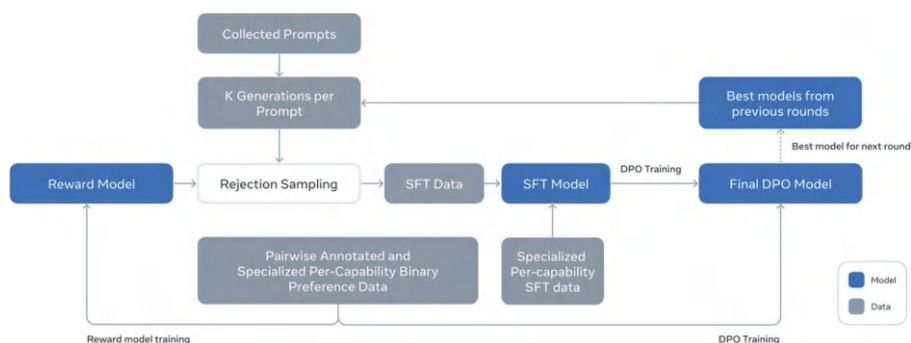 Collected Prompts
K Generations per
Prompt
Best models from
previous rounds
Best model for next round
Reward Model
Rejection Sampling
SFT Data
SFT Model
DPO Training
Final DPO Model
Pairwise Annotated and
Specialized Per-Capability Binary
Preference Data
Specialized
Per-capability
SFT data
Model
Data
Reward model training
DPO Training